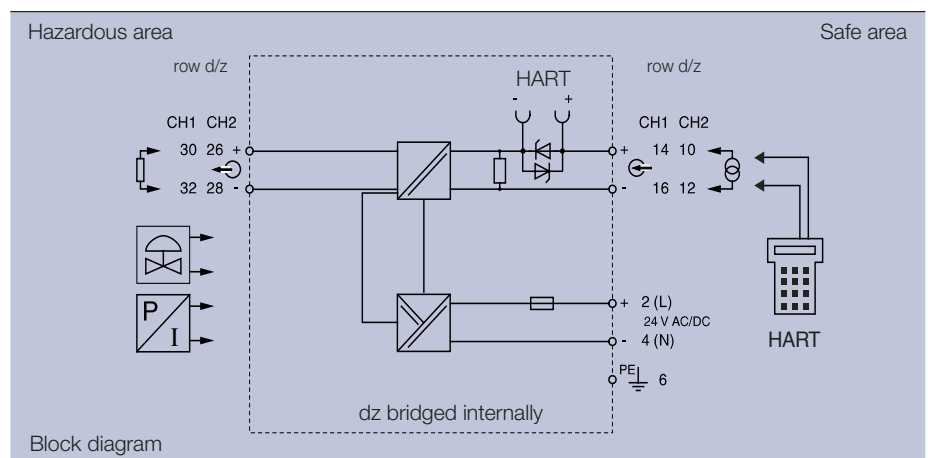 Hazardous area
Safe area
row d/z
HART
row d/z
- +
CH1 CH2
CH1 CH2
30 26 +
+ 14 10
32 28 -
- 16 12
P
I
+ 2 (L)
24 V AC/DC
- 4 (N)
HART
PE 6
dz bridged internally
Block diagram